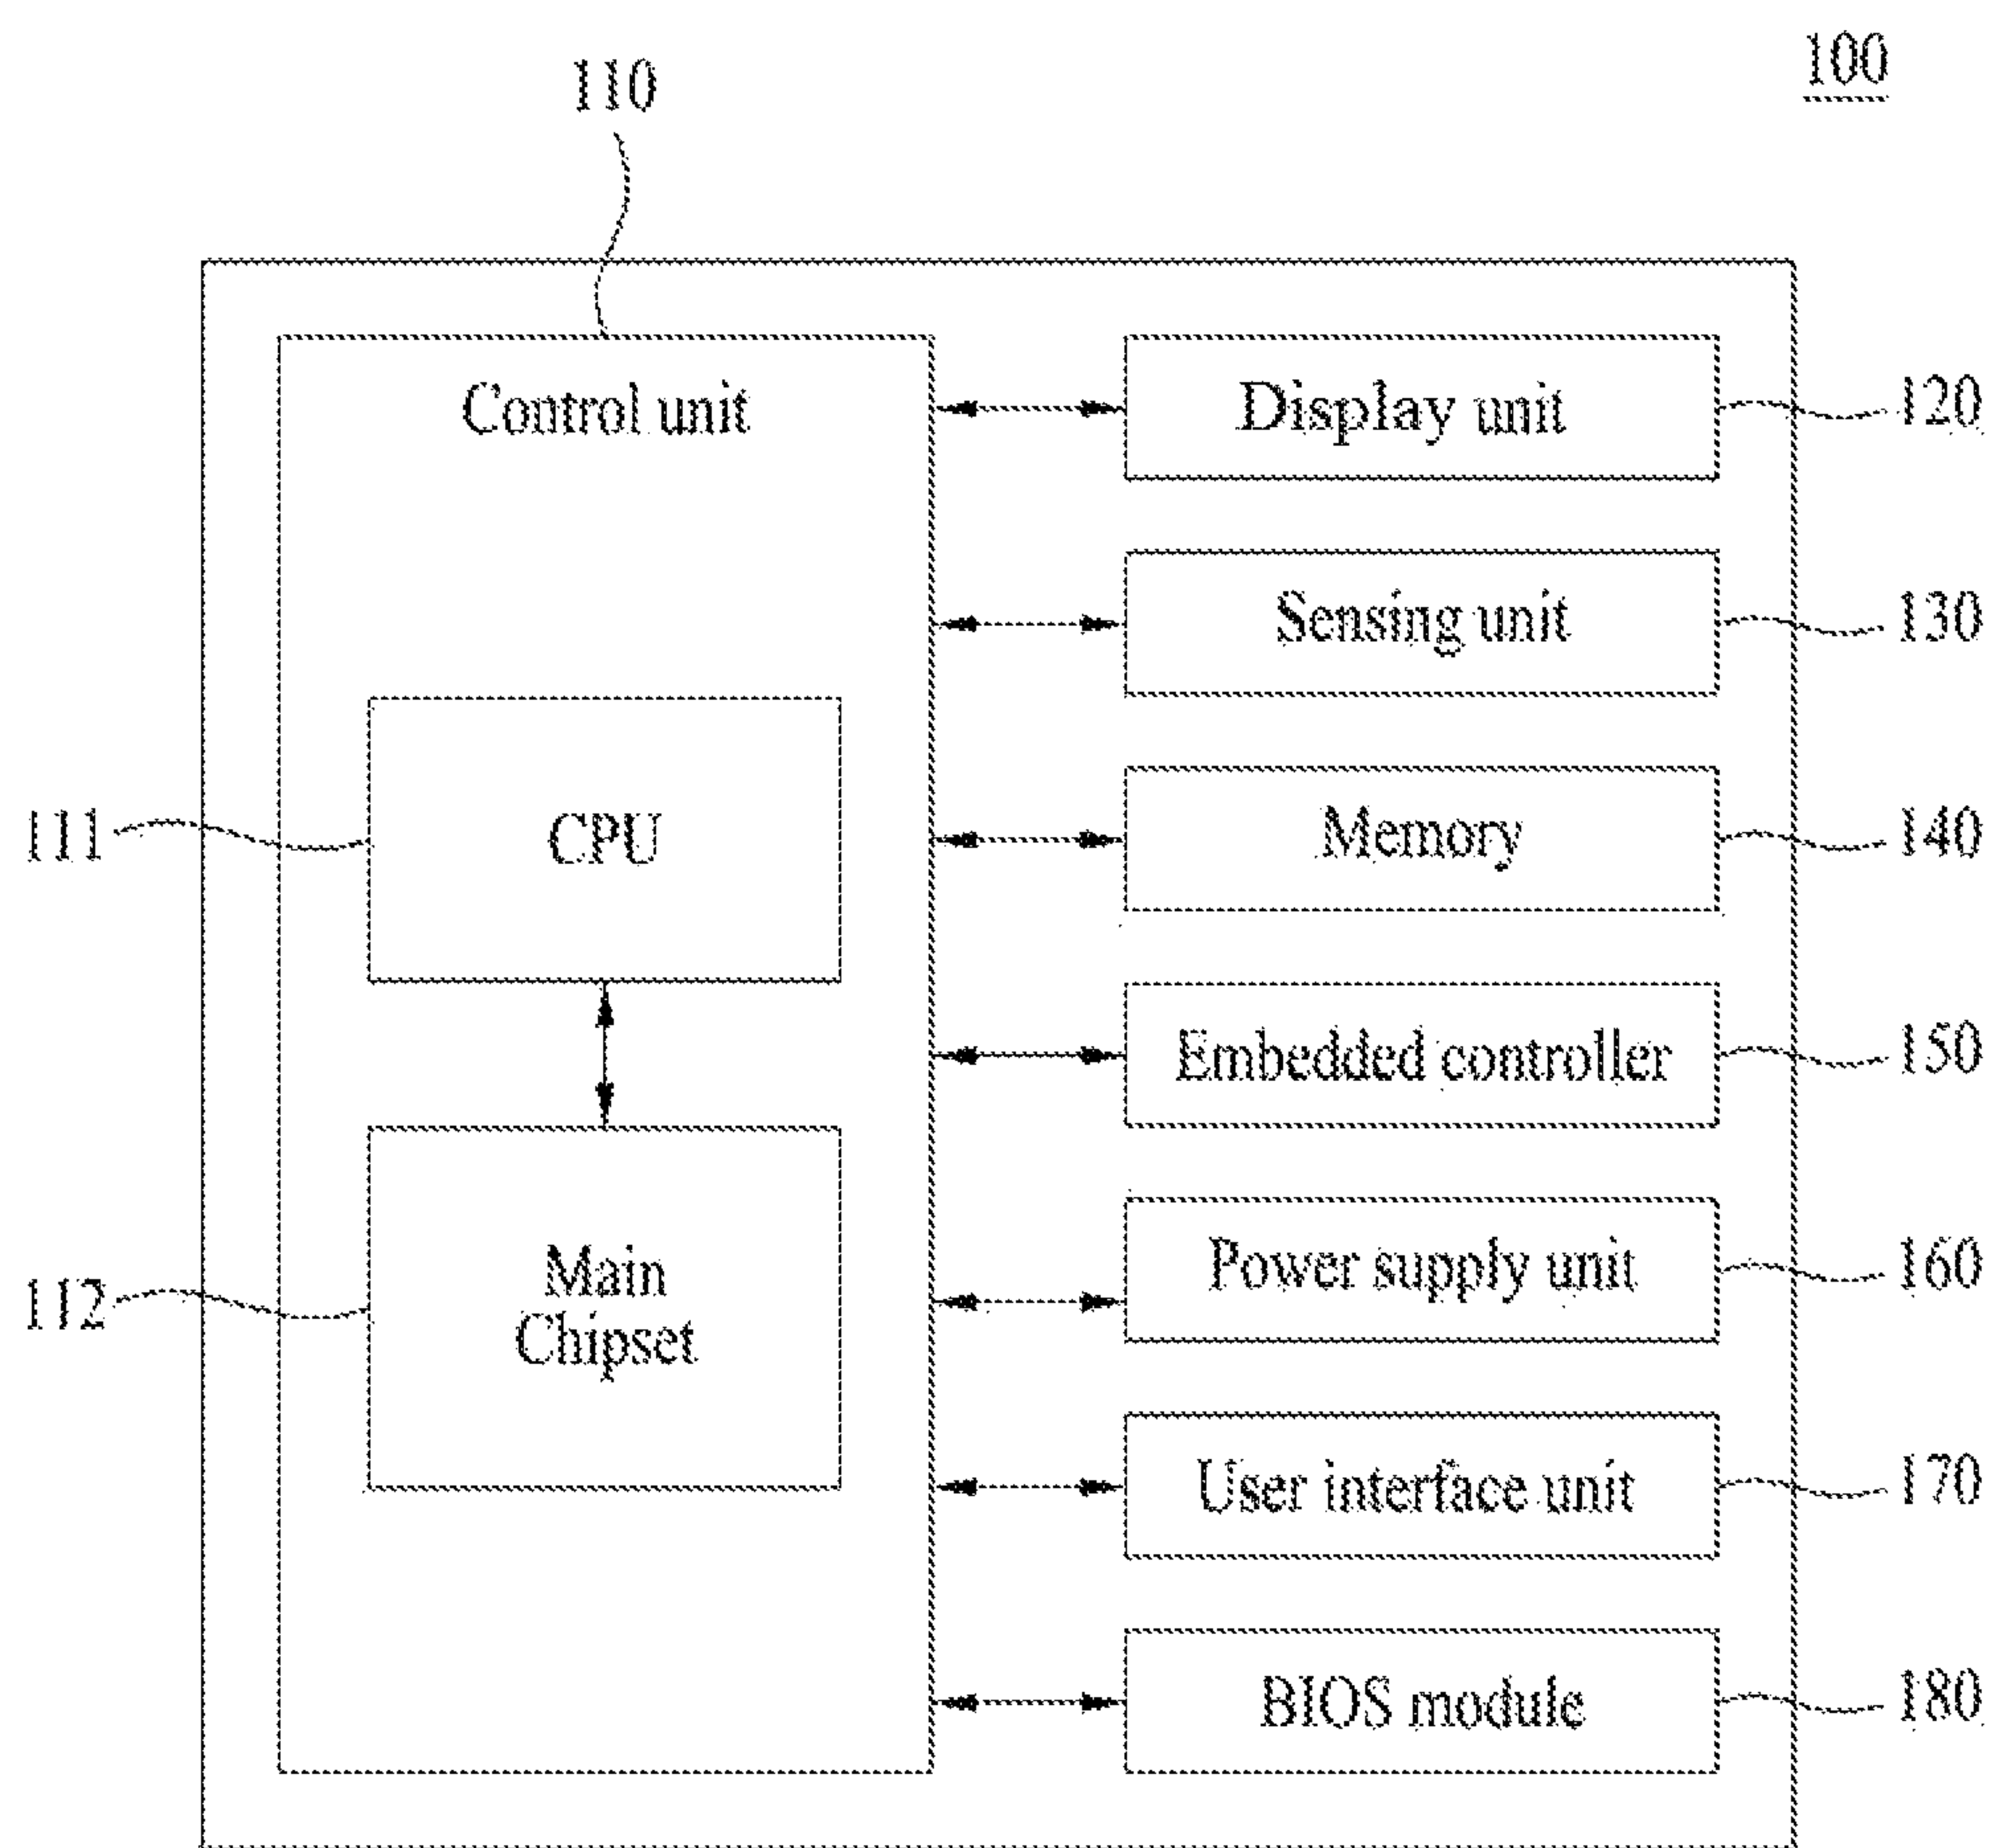 100
110
Control unit
Display unit
120
Sensing unit
130
111
CPU
Memory
140
Embedded controller
150
112
Main
Chipset
Power supply unit
160
User interface unit
170
BIOS module
180